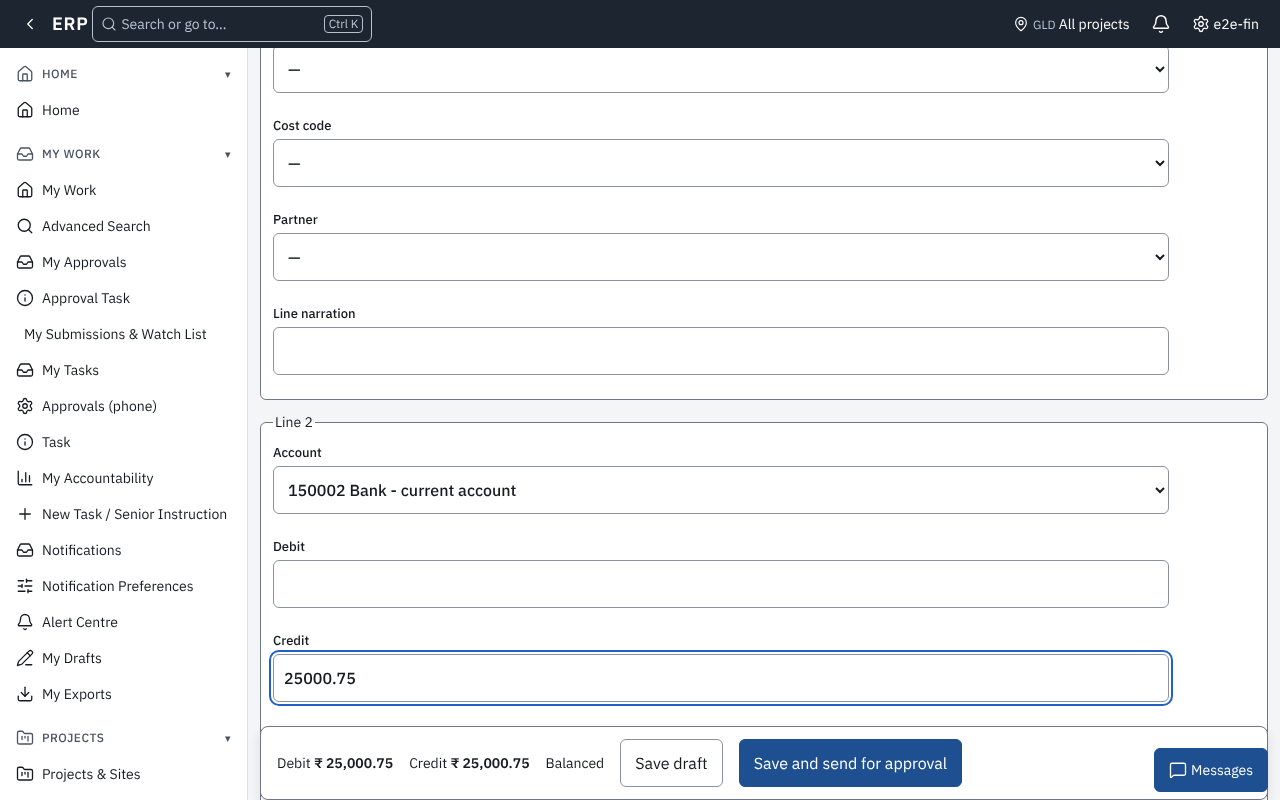 ERP
Search or go to...
Ctrl K
GLD All projects
e2e-fin
HOME
Home
MY WORK
My Work
Advanced Search
My Approvals
Approval Task
My Submissions & Watch List
My Tasks
Approvals (phone)
Task
My Accountability
New Task / Senior Instruction
Notifications
Notification Preferences
Alert Centre
My Drafts
My Exports
PROJECTS
Projects & Sites
—
Cost code
—
Partner
—
Line narration
Line 2
Account
150002 Bank - current account
Debit
Credit
25000.75
Debit ₹ 25,000.75 Credit ₹ 25,000.75 Balanced Save draft Save and send for approval
Messages